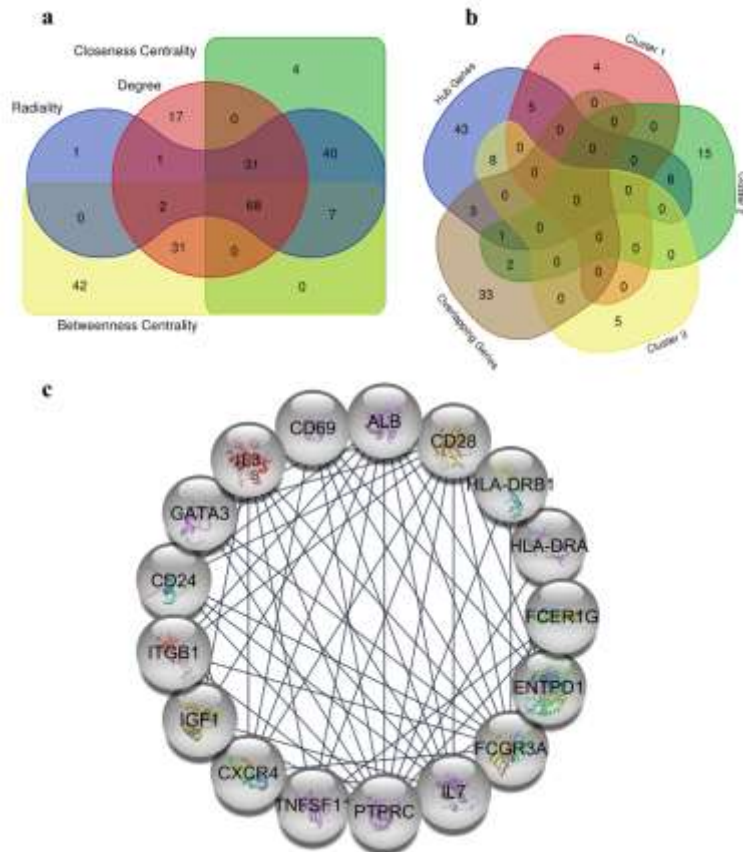 a
Closeness Centrality
4
Degree
Radiality
17
0
1
1
31
40
0
2
68
7
31
0
42
0
Betweenness Centrality
b
Cluster 1
4
Hub Genes
43
5
0
0
0
0
15
8
0
0
0
0
6
3
0
0
0
0
1
0
0
0
2
0
0
0
33
0
0
0
5
Overlapping Genes
Cluster 3
c
CD69
ALB
CD28
IL3
HLA-DRB1
GATA3
HLA-DRA
CD24
FCER1G
ITGB1
ENTPD1
IGF1
FCGR3A
CXCR4
IL7
TNFSF11
PTPRC